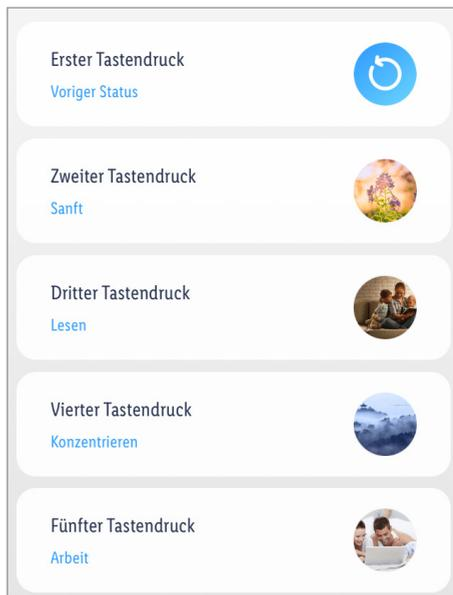 Erster Tastendruck
Voriger Status
Zweiter Tastendruck
Sanft
Dritter Tastendruck
Lesen
Vierter Tastendruck
Konzentrieren
Fünfter Tastendruck
Arbeit